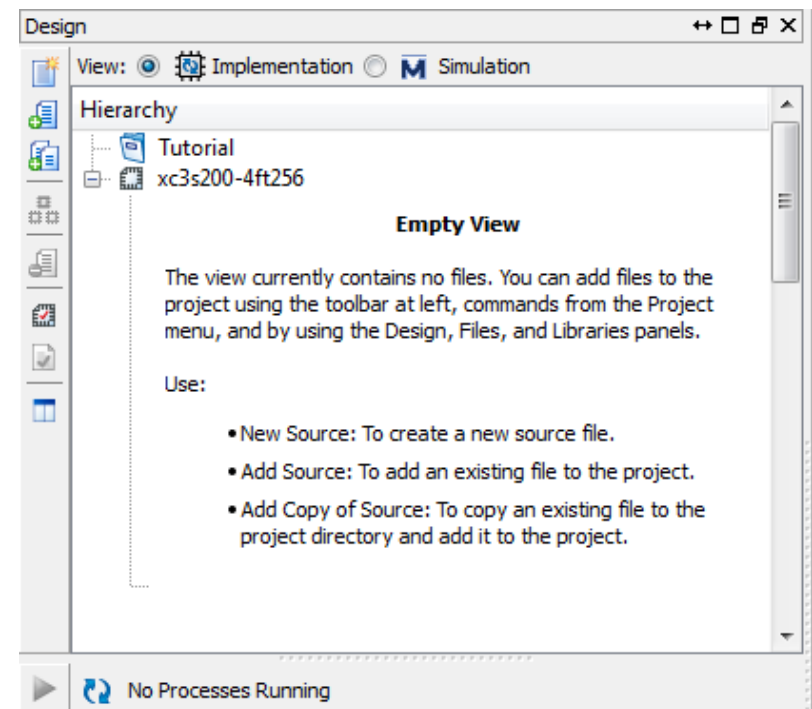 Design
View: Implementation Simulation
Hierarchy
Tutorial
xc3s200-4ft256
Empty View
The view currently contains no files. You can add files to the
project using the toolbar at left, commands from the Project
menu, and by using the Design, Files, and Libraries panels.
Use:
• New Source: To create a new source file.
• Add Source: To add an existing file to the project.
• Add Copy of Source: To copy an existing file to the
project directory and add it to the project.
No Processes Running